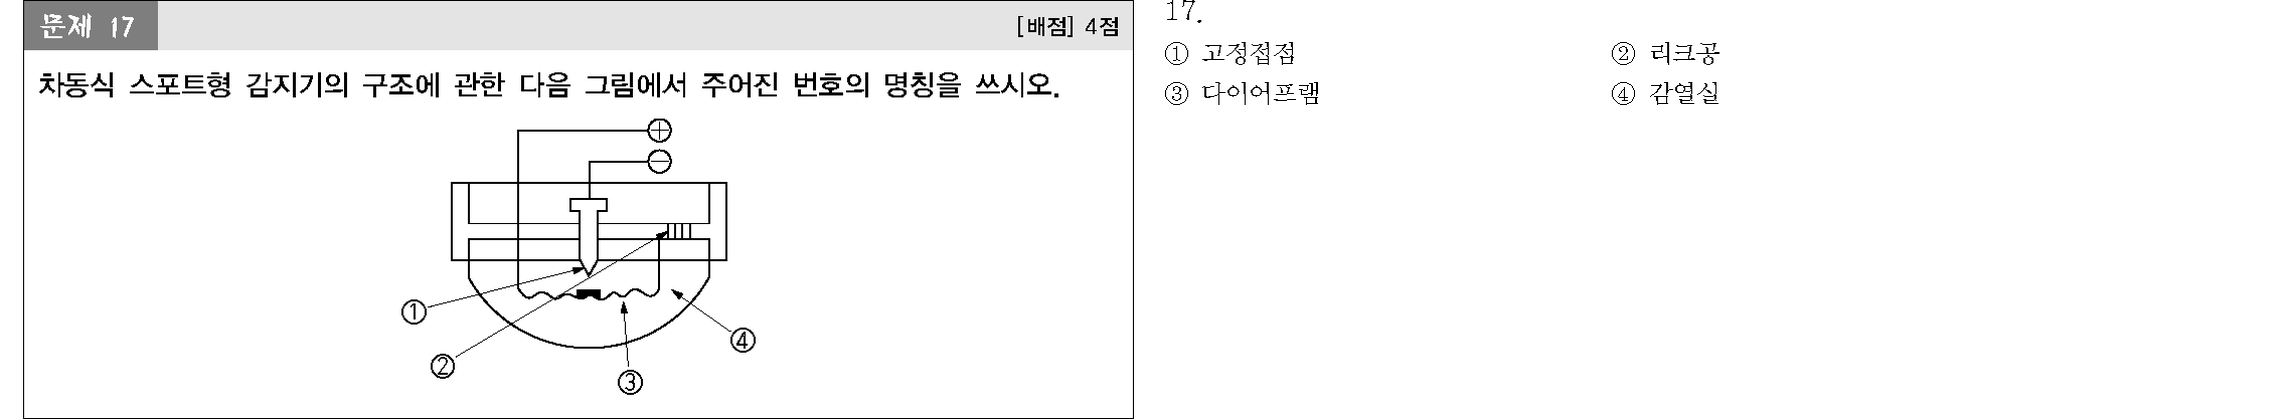 문제 17 [배점] 4점
차동식 스포트형 감지기의 구조에 관한 다음 그림에서 주어진 번호의 명칭을 쓰시오.
⊕
⊖
①
②
③
④
17.
① 고정접점 ② 리크공
③ 다이어프램 ④ 감열실